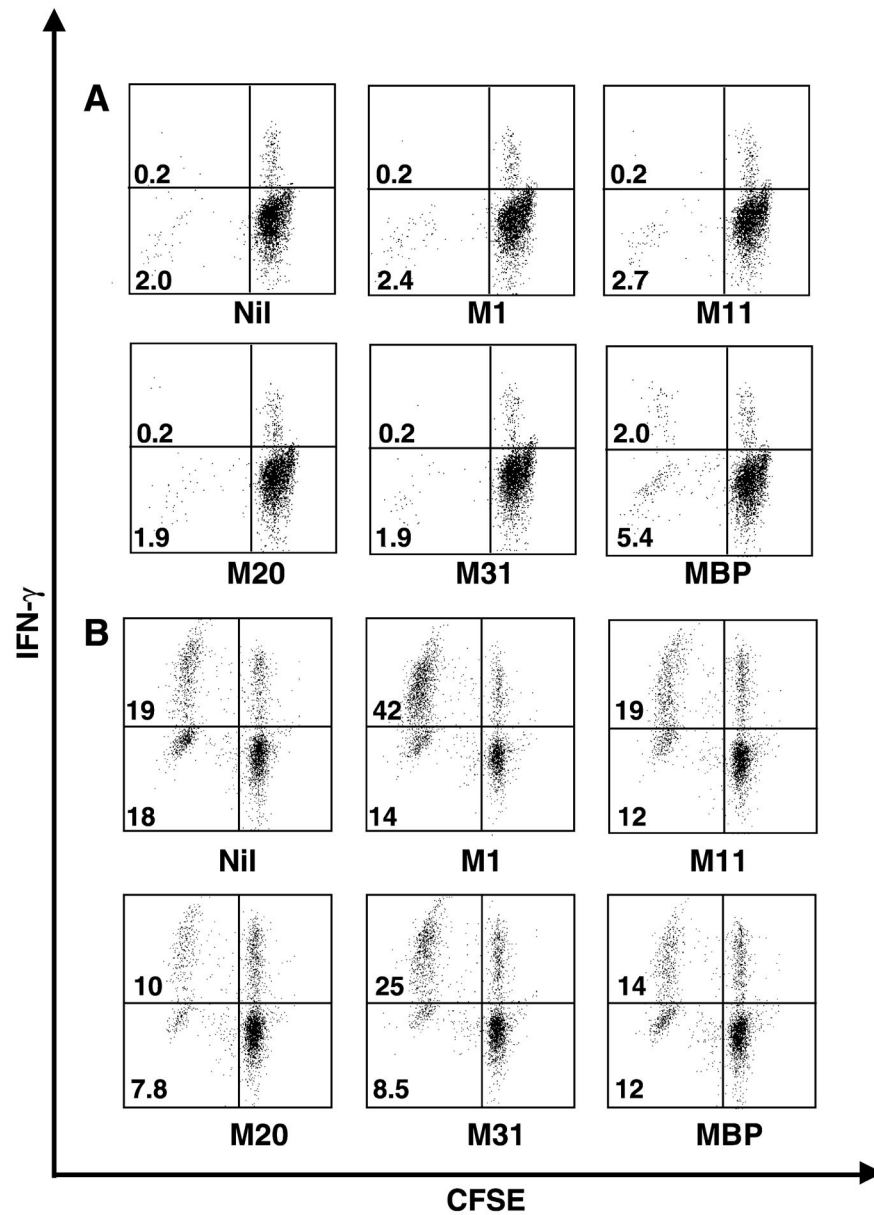 A
0.2 0.2 0.2
2.0 2.4 2.7
Nil M1 M11
0.2 0.2 2.0
1.9 1.9 5.4
M20 M31 MBP
IFN-γ
B
19 42 19
18 14 12
Nil M1 M11
10 25 14
7.8 8.5 12
M20 M31 MBP
CFSE